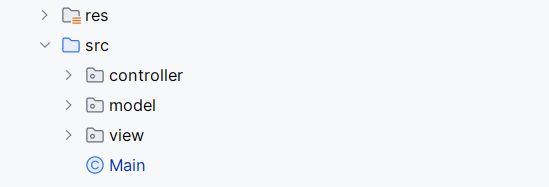 res
src
controller
model
view
Main